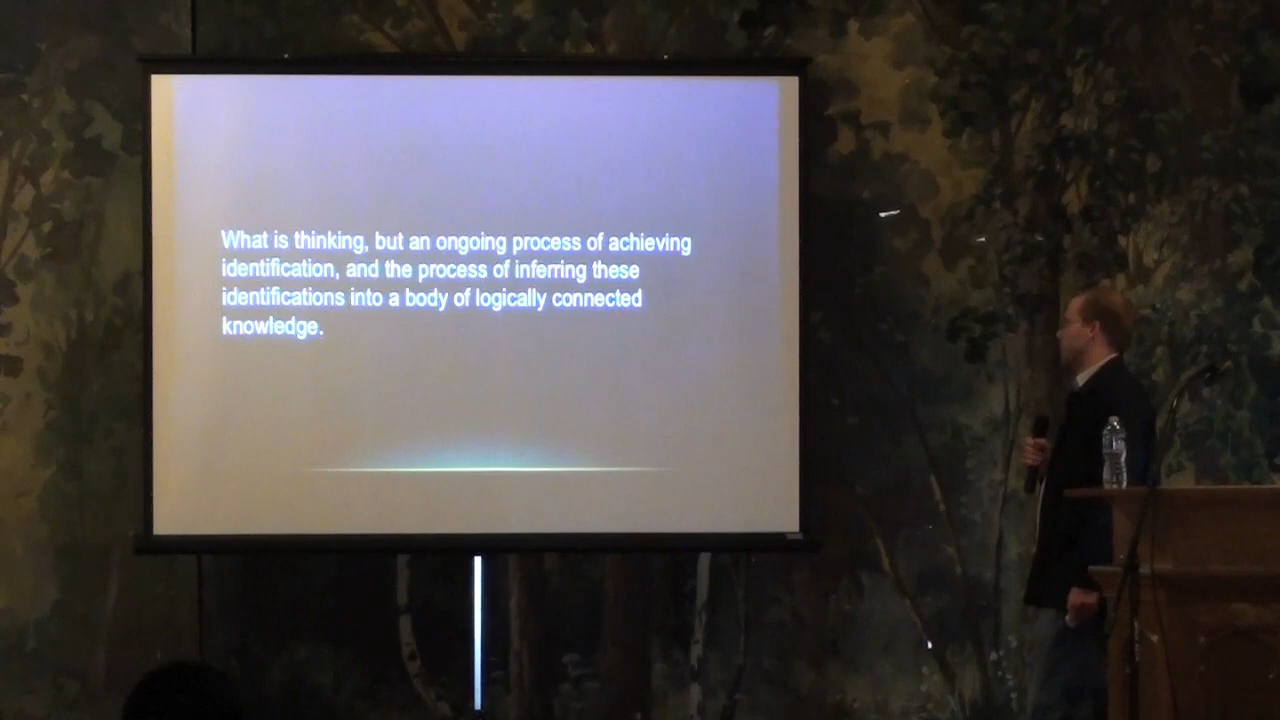 What is thinking, but an ongoing process of achieving
identification, and the process of inferring these
identifications into a body of logically connected
knowledge.